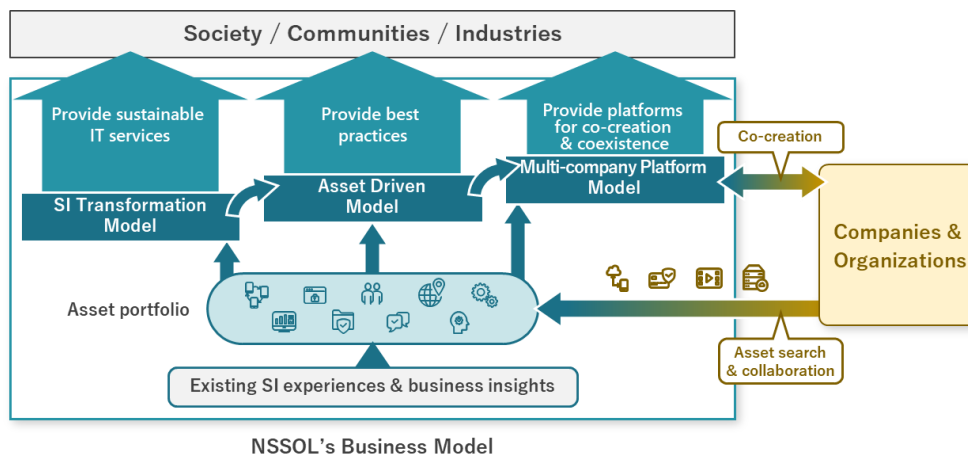 Society / Communities / Industries
Provide sustainable
IT services
Provide best
practices
Provide platforms
for co-creation
& coexistence
Co-creation
SI Transformation
Model
Asset Driven
Model
Multi-company Platform
Model
Companies &
Organizations
Asset portfolio
Asset search
& collaboration
Existing SI experiences & business insights
NSSOL’s Business Model